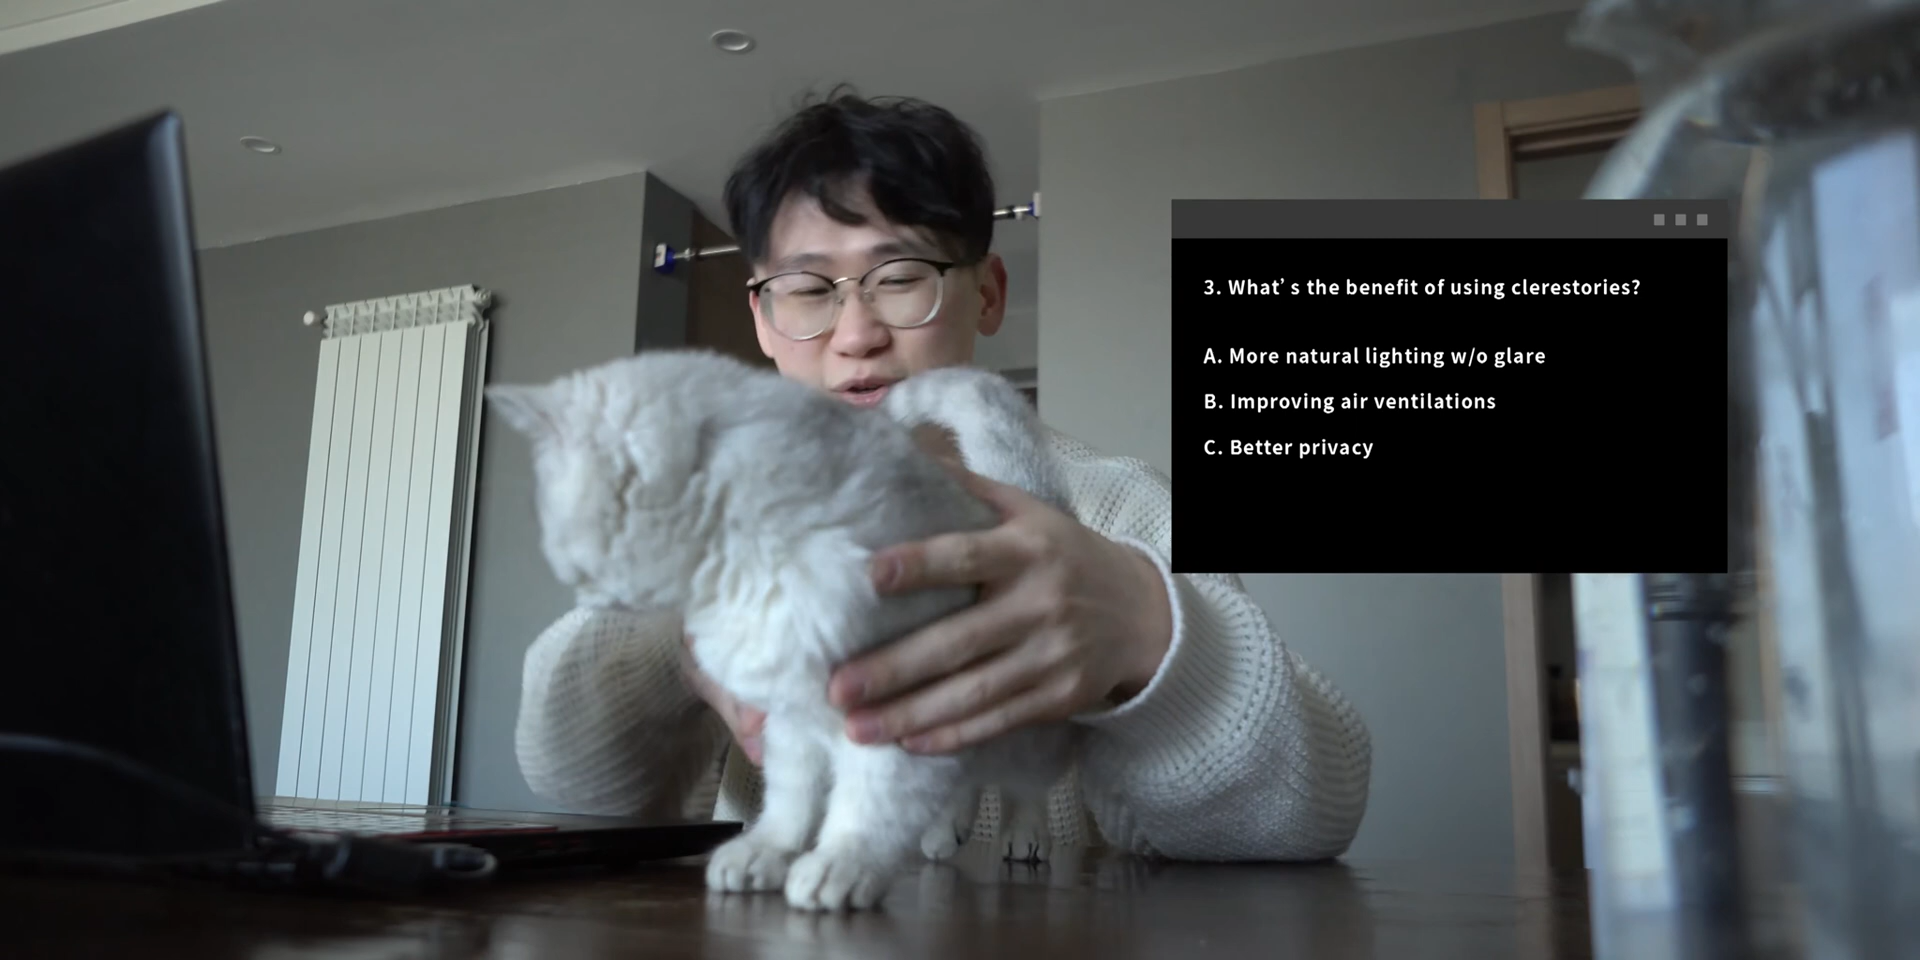 3. What's the benefit of using clerestories?
A. More natural lighting w/o glare
B. Improving air ventilations
C. Better privacy